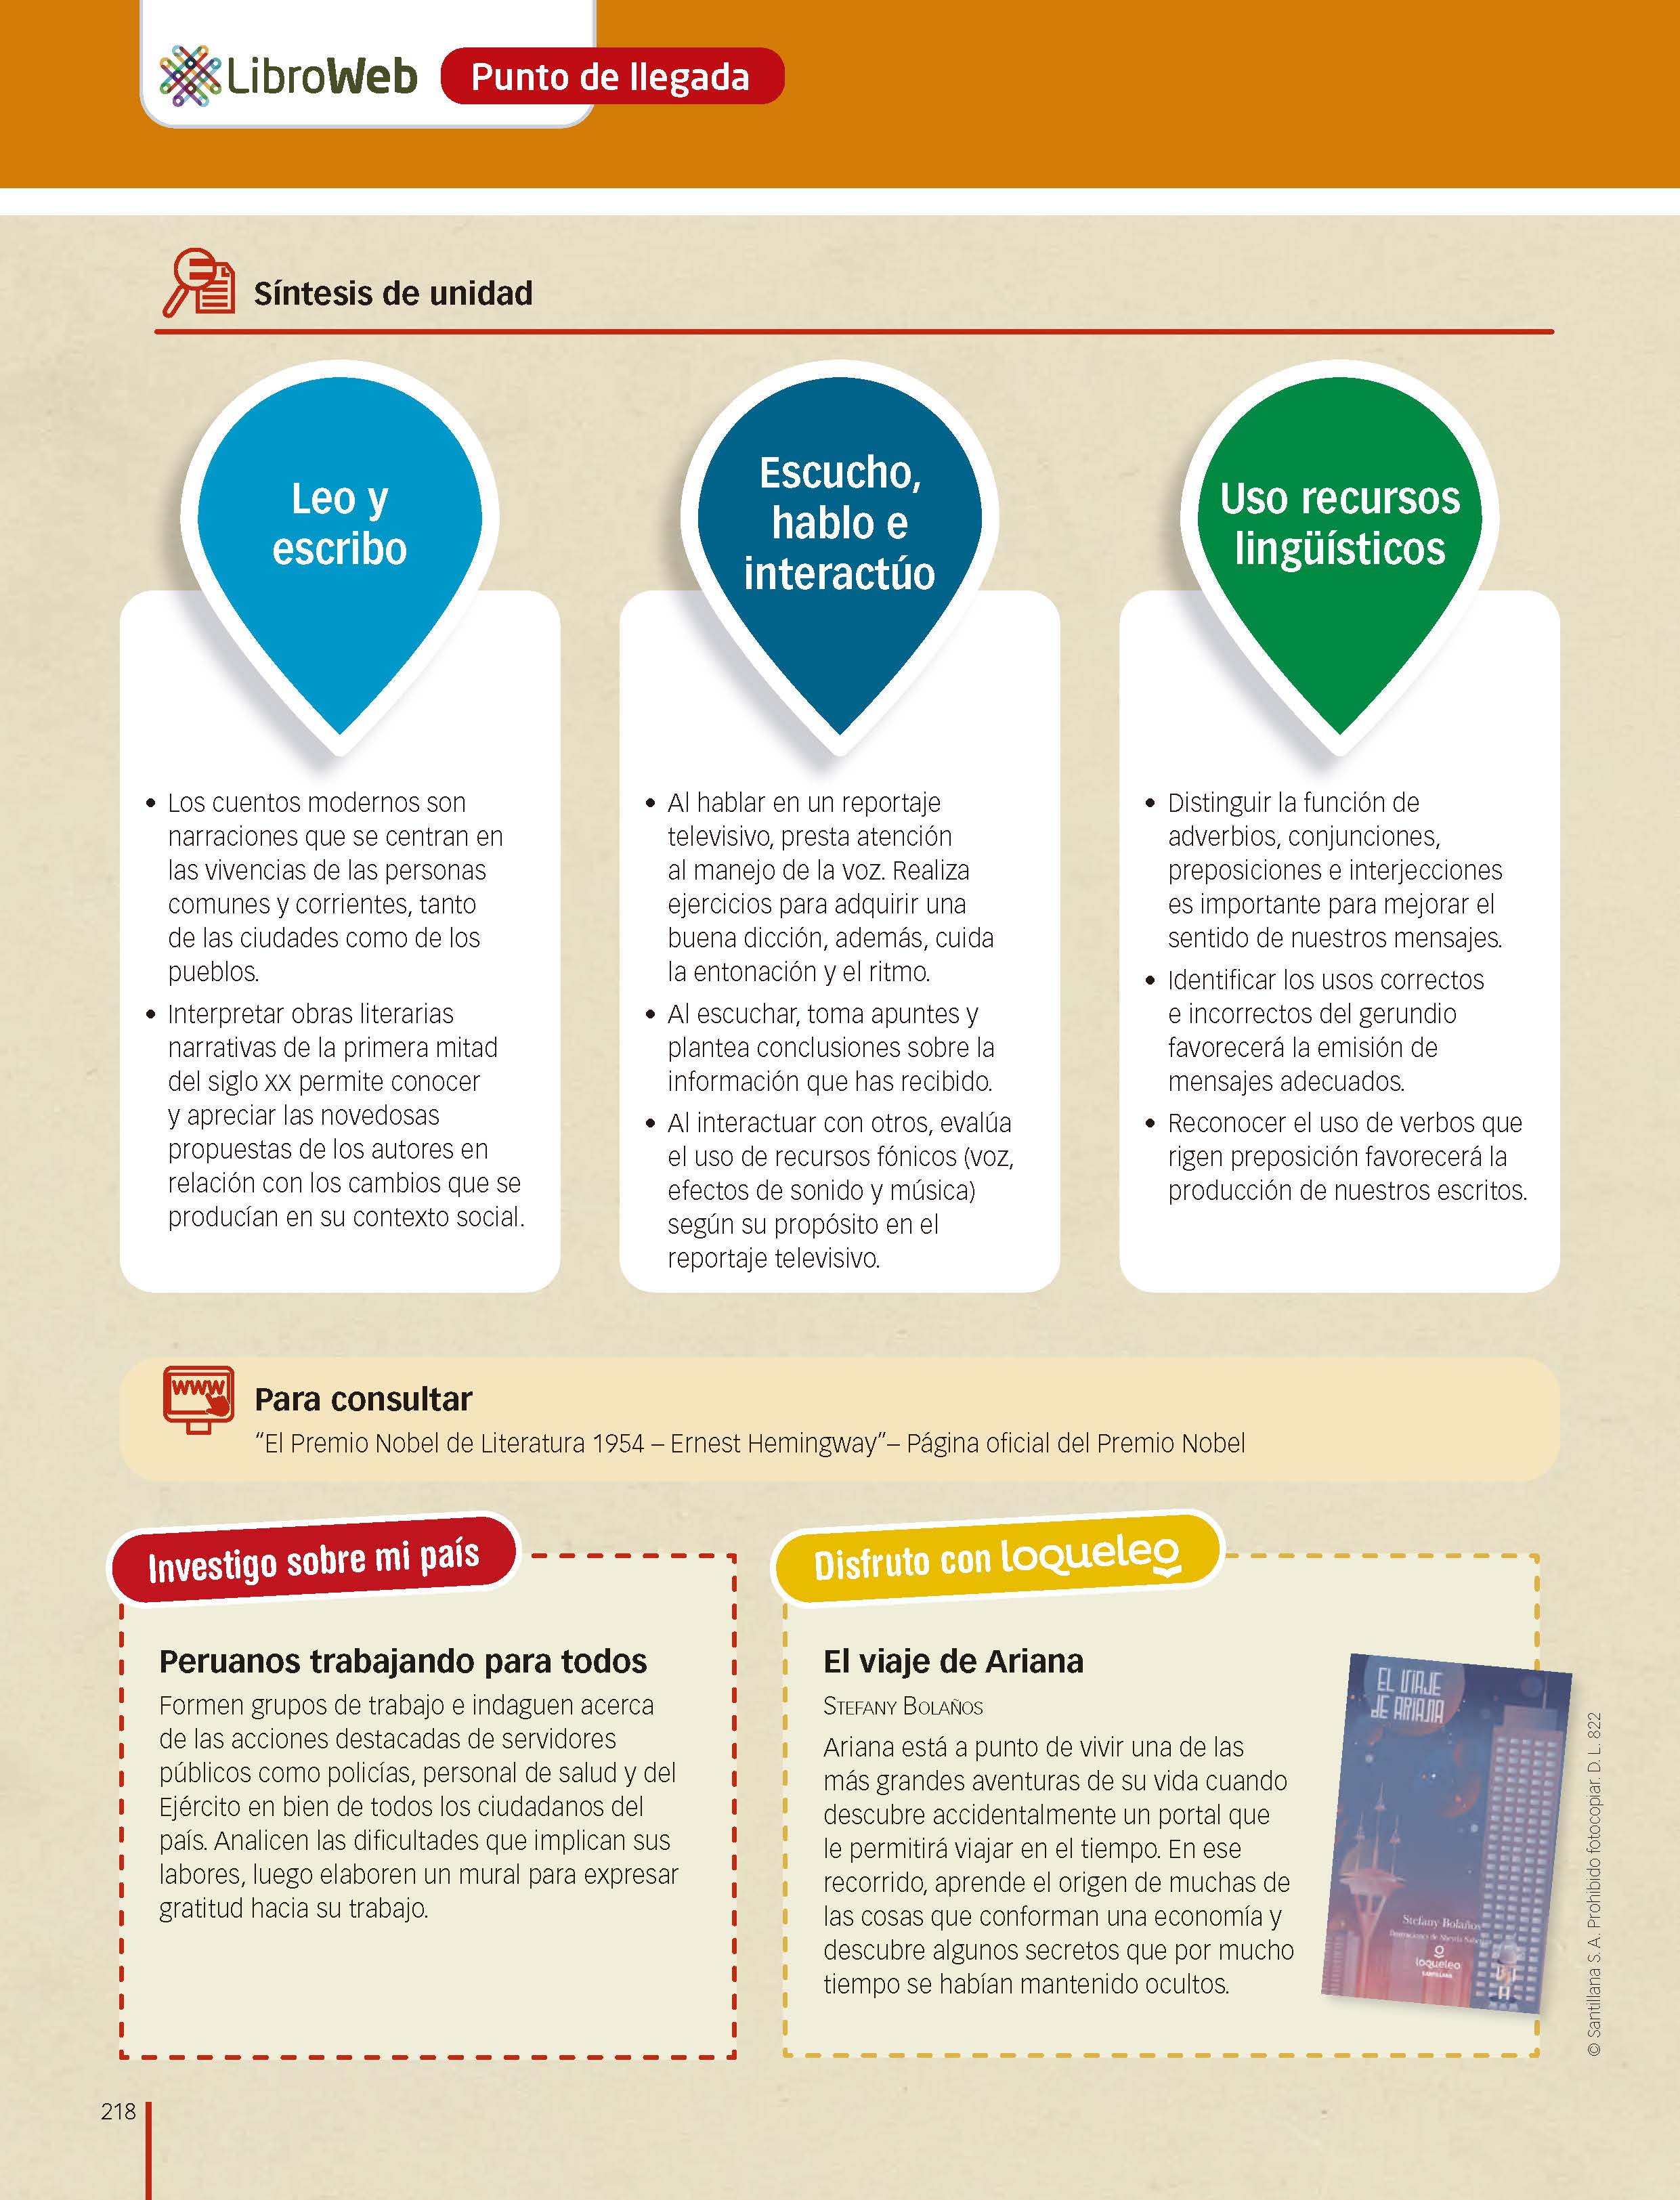 LibroWeb
Punto de llegada
Síntesis de unidad
Leo y
escribo
• Los cuentos modernos son
narraciones que se centran en
las vivencias de las personas
comunes y corrientes, tanto
de las ciudades como de los
pueblos.
• Interpretar obras literarias
narrativas de la primera mitad
del siglo XX permite conocer
y apreciar las novedosas
propuestas de los autores en
relación con los cambios que se
producían en su contexto social.
Escucho,
hablo e
interactúo
• Al hablar en un reportaje
televisivo, presta atención
al manejo de la voz. Realiza
ejercicios para adquirir una
buena dicción, además, cuida
la entonación y el ritmo.
• Al escuchar, toma apuntes y
plantea conclusiones sobre la
información que has recibido.
• Al interactuar con otros, evalúa
el uso de recursos fónicos (voz,
efectos de sonido y música)
según su propósito en el
reportaje televisivo.
Uso recursos
lingüísticos
• Distinguir la función de
adverbios, conjunciones,
preposiciones e interjecciones
es importante para mejorar el
sentido de nuestros mensajes.
• Identificar los usos correctos
e incorrectos del gerundio
favorecerá la emisión de
mensajes adecuados.
• Reconocer el uso de verbos que
rigen preposición favorecerá la
producción de nuestros escritos.
www
Para consultar
“El Premio Nobel de Literatura 1954 – Ernest Hemingway”– Página oficial del Premio Nobel
Investigo sobre mi país
Peruanos trabajando para todos
Formen grupos de trabajo e indaguen acerca
de las acciones destacadas de servidores
públicos como policías, personal de salud y del
Ejército en bien de todos los ciudadanos del
país. Analicen las dificultades que implican sus
labores, luego elaboren un mural para expresar
gratitud hacia su trabajo.
Disfruto con loqueleo
El viaje de Ariana
STEFANY BOLAÑOS
Ariana está a punto de vivir una de las
más grandes aventuras de su vida cuando
descubre accidentalmente un portal que
le permitirá viajar en el tiempo. En ese
recorrido, aprende el origen de muchas de
las cosas que conforman una economía y
descubre algunos secretos que por mucho
tiempo se habían mantenido ocultos.
EL VIAJE
DE ARIANA
Stefany Bolaños
Ilustraciones de
loqueleo
SANTILLANA
© Santillana S. A. Prohibido fotocopiar. D. L. 822
218